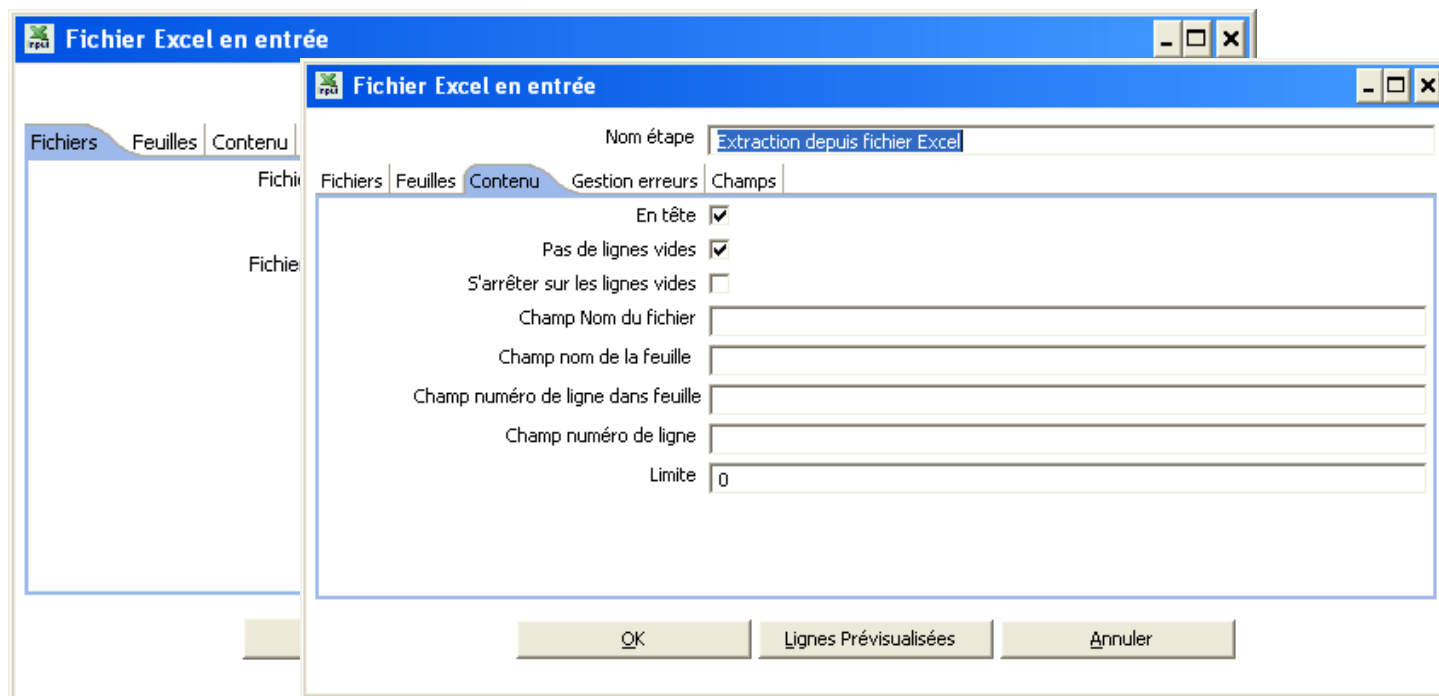 Fichier Excel en entrée
Fichiers Feuilles Contenu
Fichier Excel en entrée
Nom étape Extraction depuis fichier Excel
Fichiers Feuilles Contenu Gestion erreurs Champs
En tête
Pas de lignes vides
S'arrêter sur les lignes vides
Champ Nom du fichier
Champ nom de la feuille
Champ numéro de ligne dans feuille
Champ numéro de ligne
Limite 0
OK Lignes Prévisualisées Annuler